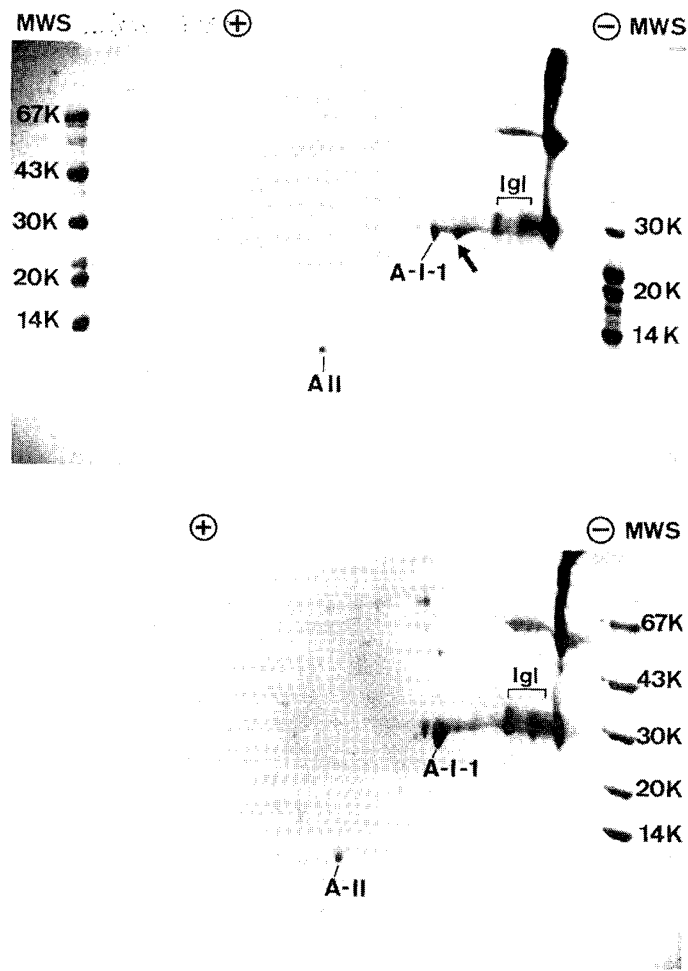 MWS + − MWS
67K
43K
30K
20K
14K
IgI
A-I-1
30K
20K
14K
AII
+ − MWS
67K
43K
30K
20K
14K
IgI
A-I-1
A-II